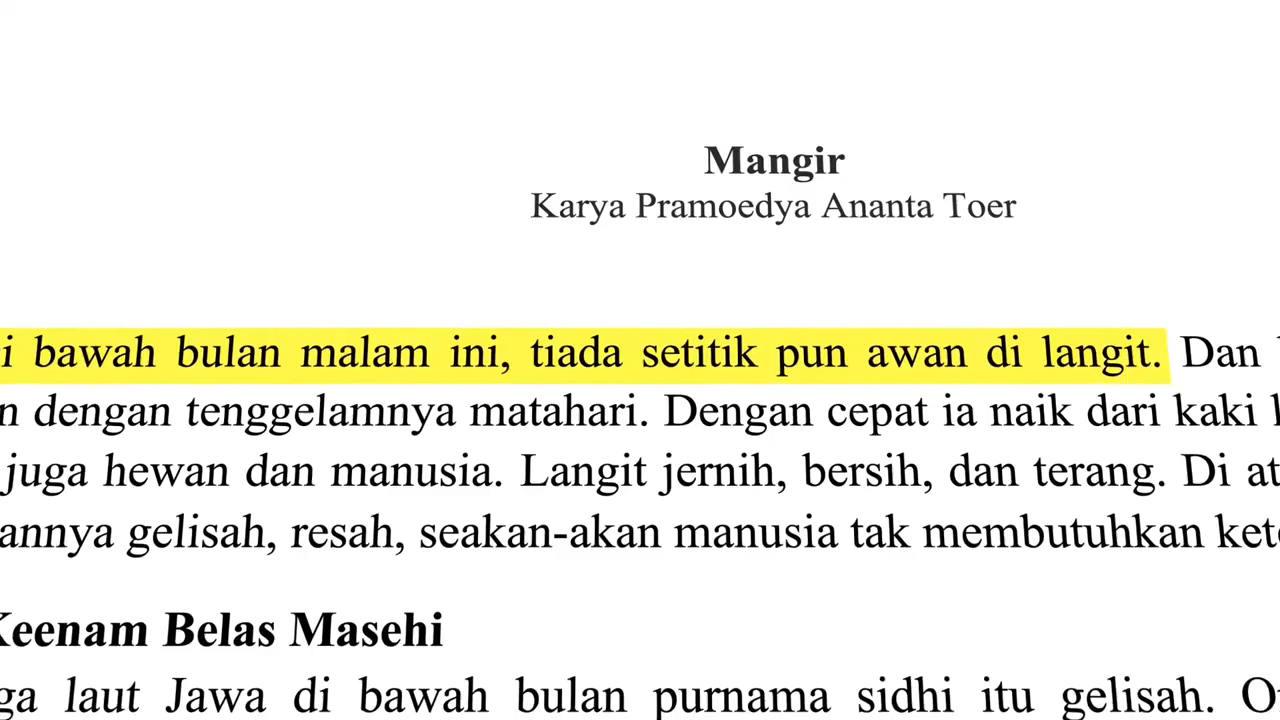 Mangir
Karya Pramoedya Ananta Toer
i bawah bulan malam ini, tiada setitik pun awan di langit. Dan
n dengan tenggelamnya matahari. Dengan cepat ia naik dari kaki
juga hewan dan manusia. Langit jernih, bersih, dan terang. Di at
annya gelisah, resah, seakan-akan manusia tak membutuhkan kete
Keenam Belas Masehi
ga laut Jawa di bawah bulan purnama sidhi itu gelisah. O